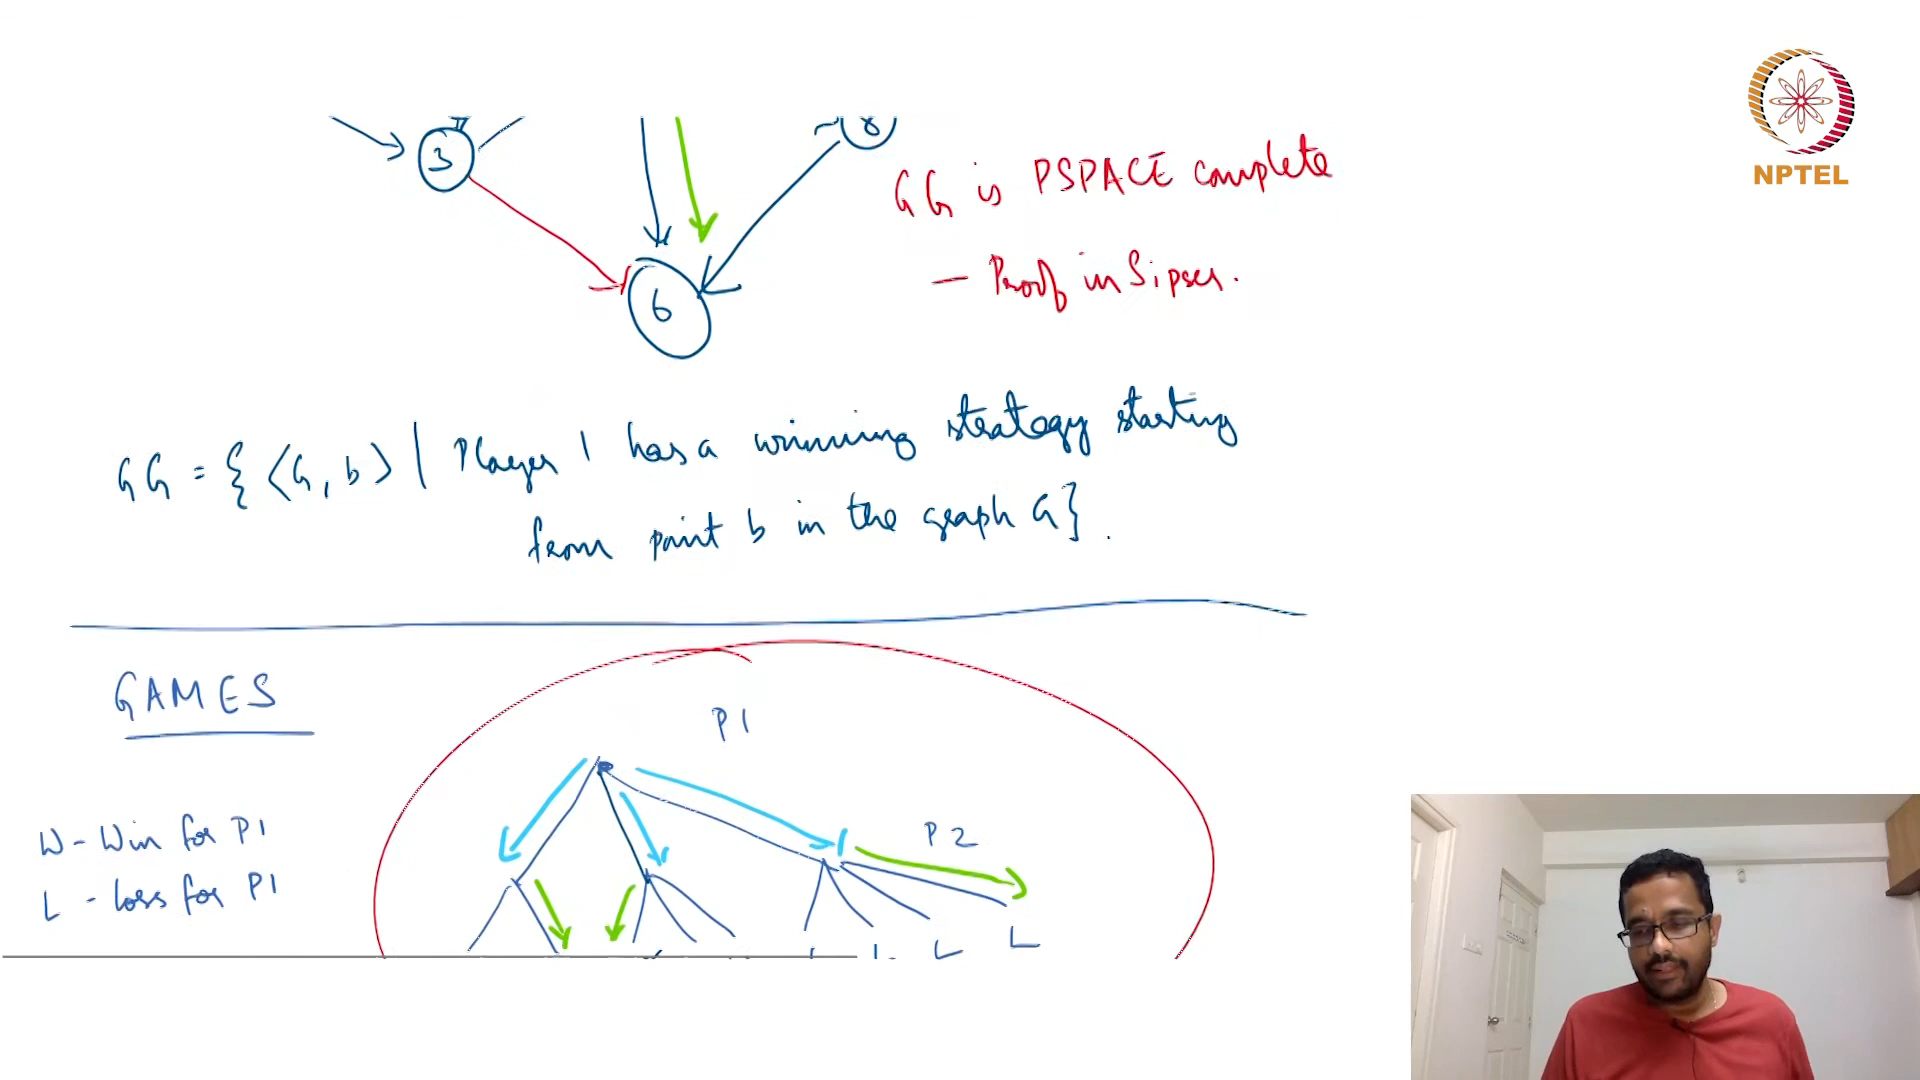 NPTEL
3
8
GG is PSPACE complete
— Proof in Sipser.
6
GG = { ⟨G, b⟩ | Player 1 has a winning strategy starting
from point b in the graph G}.
GAMES
P1
W - Win for P1
P2
L - loss for P1
L L